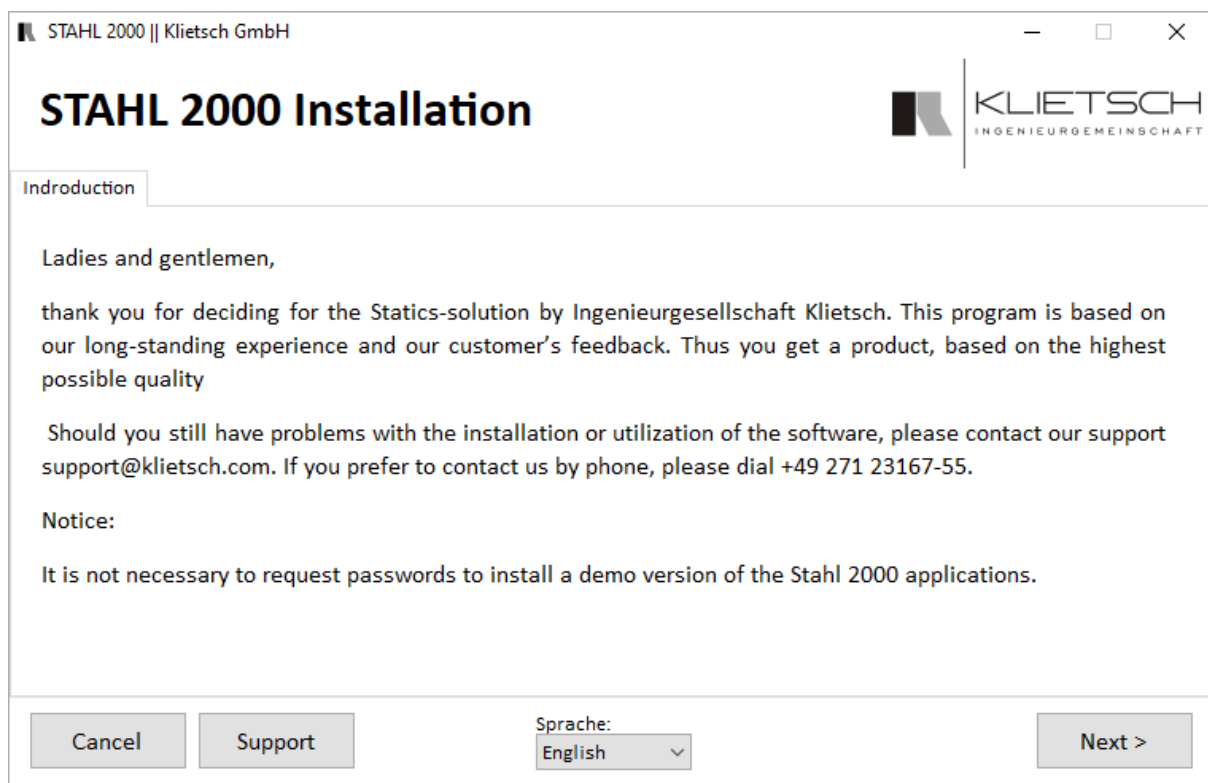 STAHL 2000 || Klietsch GmbH
STAHL 2000 Installation
KLIETSCH
INGENIEURGEMEINSCHAFT
Indroduction
Ladies and gentlemen,
thank you for deciding for the Statics-solution by Ingenieurgesellschaft Klietsch. This program is based on
our long-standing experience and our customer’s feedback. Thus you get a product, based on the highest
possible quality
Should you still have problems with the installation or utilization of the software, please contact our support
support@klietsch.com. If you prefer to contact us by phone, please dial +49 271 23167-55.
Notice:
It is not necessary to request passwords to install a demo version of the Stahl 2000 applications.
Cancel
Support
Sprache:
English
Next >